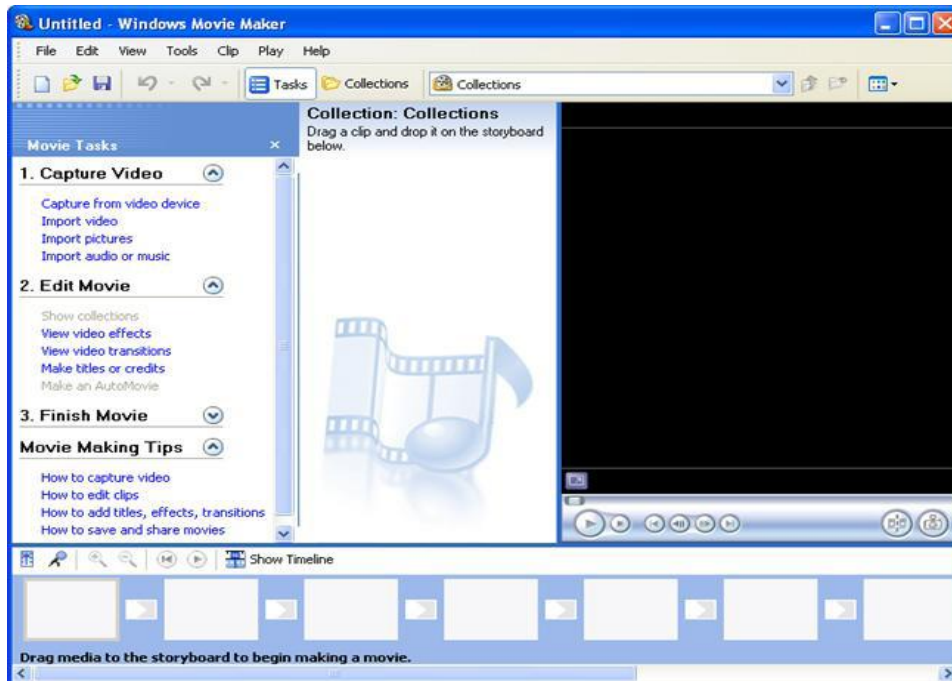 Untitled - Windows Movie Maker
File Edit View Tools Clip Play Help
Tasks Collections Collections
Movie Tasks
Collection: Collections
Drag a clip and drop it on the storyboard
below.
1. Capture Video
Capture from video device
Import video
Import pictures
Import audio or music
2. Edit Movie
Show collections
View video effects
View video transitions
Make titles or credits
Make an AutoMovie
3. Finish Movie
Movie Making Tips
How to capture video
How to edit clips
How to add titles, effects, transitions
How to save and share movies
Show Timeline
Drag media to the storyboard to begin making a movie.